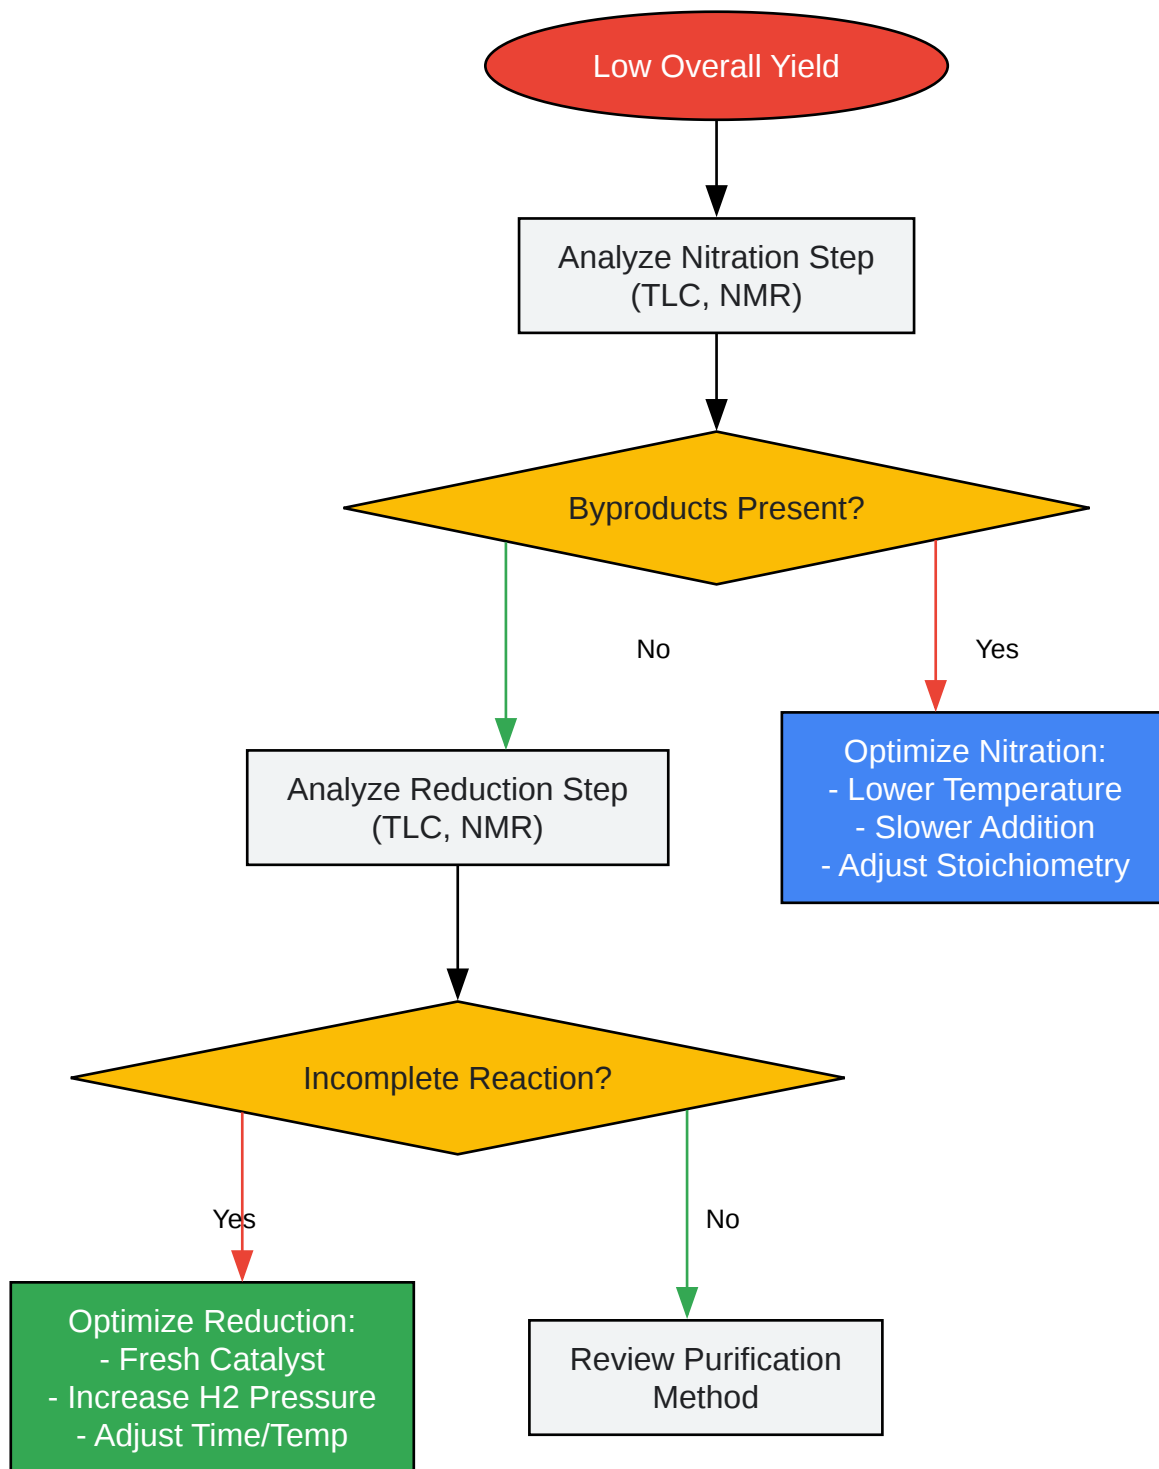 Low Overall Yield
Analyze Nitration Step
(TLC, NMR)
Byproducts Present?
No
Yes
Optimize Nitration:
- Lower Temperature
- Slower Addition
- Adjust Stoichiometry
Analyze Reduction Step
(TLC, NMR)
Incomplete Reaction?
Yes
No
Optimize Reduction:
- Fresh Catalyst
- Increase H2 Pressure
- Adjust Time/Temp
Review Purification
Method